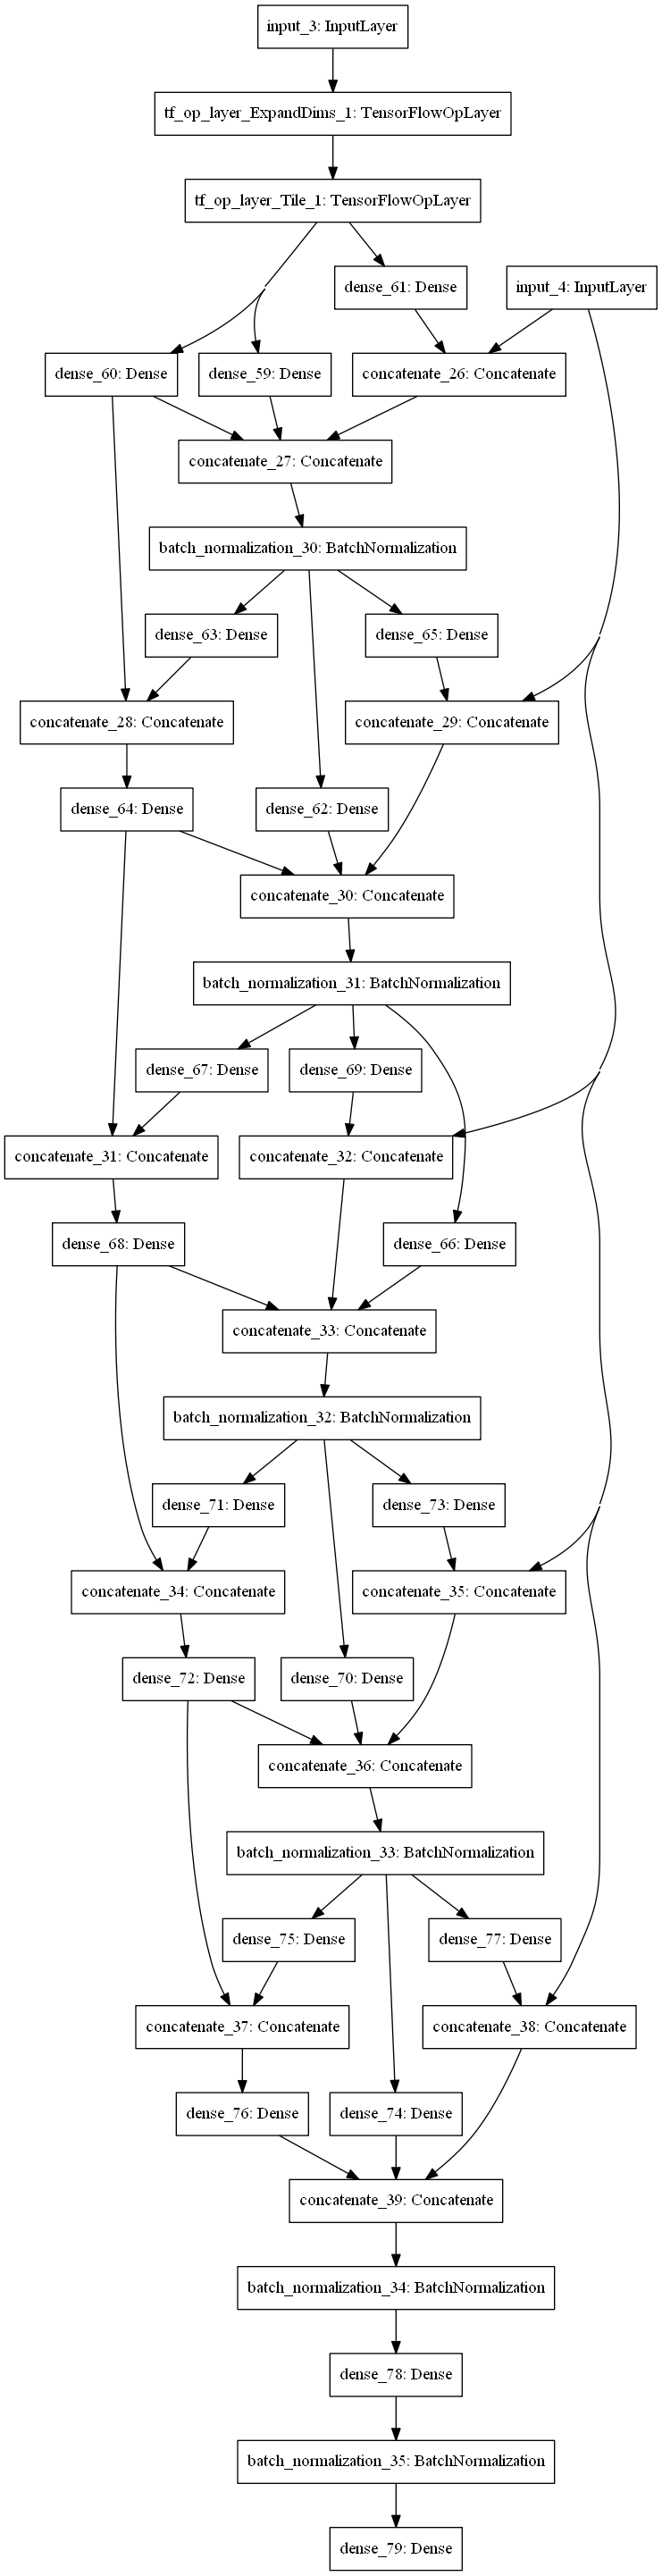 input_3: InputLayer
tf_op_layer_ExpandDims_1: TensorFlowOpLayer
tf_op_layer_Tile_1: TensorFlowOpLayer
dense_61: Dense
input_4: InputLayer
dense_60: Dense
dense_59: Dense
concatenate_26: Concatenate
concatenate_27: Concatenate
batch_normalization_30: BatchNormalization
dense_63: Dense
dense_65: Dense
concatenate_28: Concatenate
concatenate_29: Concatenate
dense_64: Dense
dense_62: Dense
concatenate_30: Concatenate
batch_normalization_31: BatchNormalization
dense_67: Dense
dense_69: Dense
concatenate_31: Concatenate
concatenate_32: Concatenate
dense_68: Dense
dense_66: Dense
concatenate_33: Concatenate
batch_normalization_32: BatchNormalization
dense_71: Dense
dense_73: Dense
concatenate_34: Concatenate
concatenate_35: Concatenate
dense_72: Dense
dense_70: Dense
concatenate_36: Concatenate
batch_normalization_33: BatchNormalization
dense_75: Dense
dense_77: Dense
concatenate_37: Concatenate
concatenate_38: Concatenate
dense_76: Dense
dense_74: Dense
concatenate_39: Concatenate
batch_normalization_34: BatchNormalization
dense_78: Dense
batch_normalization_35: BatchNormalization
dense_79: Dense